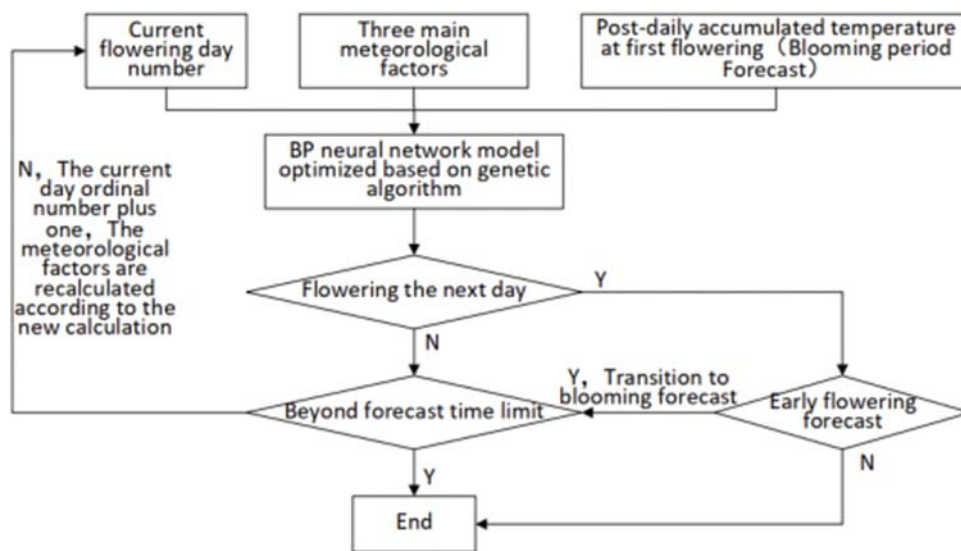 Current
flowering day
number
Three main
meteorological
factors
Post-daily accumulated temperature
at first flowering（Blooming period
Forecast）
BP neural network model
optimized based on genetic
algorithm
N，The current
day ordinal
number plus
one，The
meteorological
factors are
recalculated
according to the
new calculation
Flowering the next day
Y
N
Y，Transition to
blooming forecast
Beyond forecast time limit
Early flowering
forecast
Y
N
End